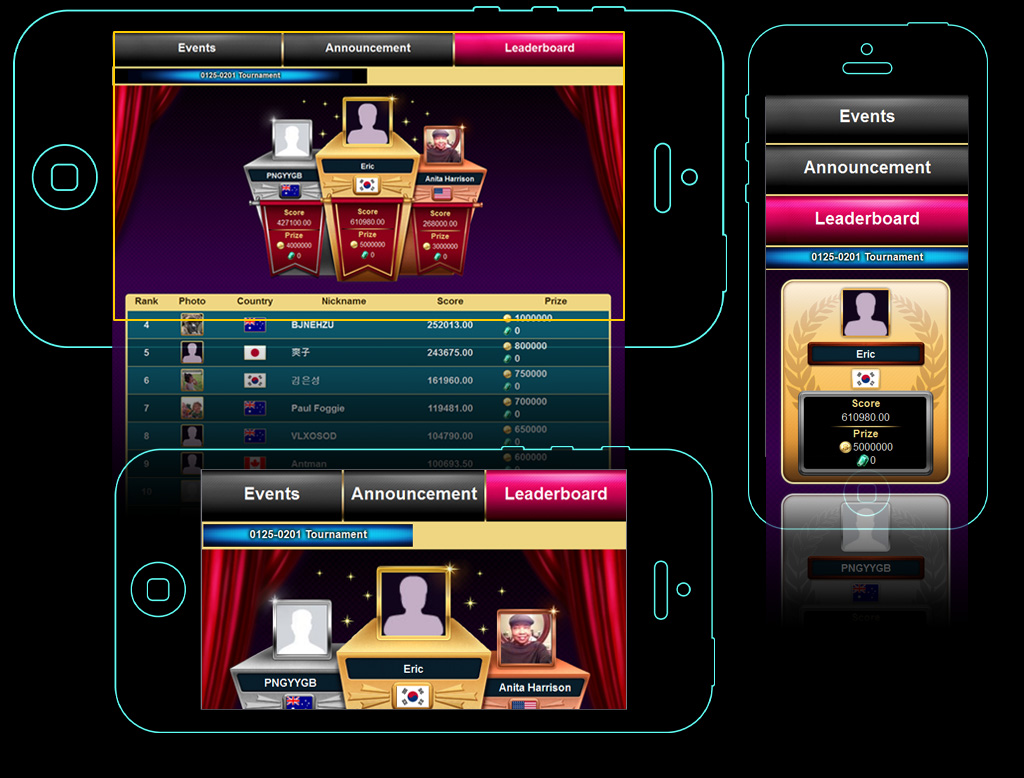 Events Announcement Leaderboard
0125-0201 Tournament
Eric
PNGYYGB
Anita Harrison
Score
610980.00
Prize
5000000
0
Score
427100.00
Prize
4000000
0
Score
268000.00
Prize
3000000
0
Rank Photo Country Nickname Score Prize
4 BJNEHZU 252013.00 1000000
0
5 爽子 243675.00 800000
0
6 김은성 161960.00 750000
0
7 Paul Foggie 119481.00 700000
0
8 VLXOSOD 104790.00 650000
0
9 Antman 100693.50 600000
10
Events Announcement Leaderboard
0125-0201 Tournament
Eric
PNGYYGB
Anita Harrison
Events
Announcement
Leaderboard
0125-0201 Tournament
Eric
Score
610980.00
Prize
5000000
0
PNGYYGB
Score